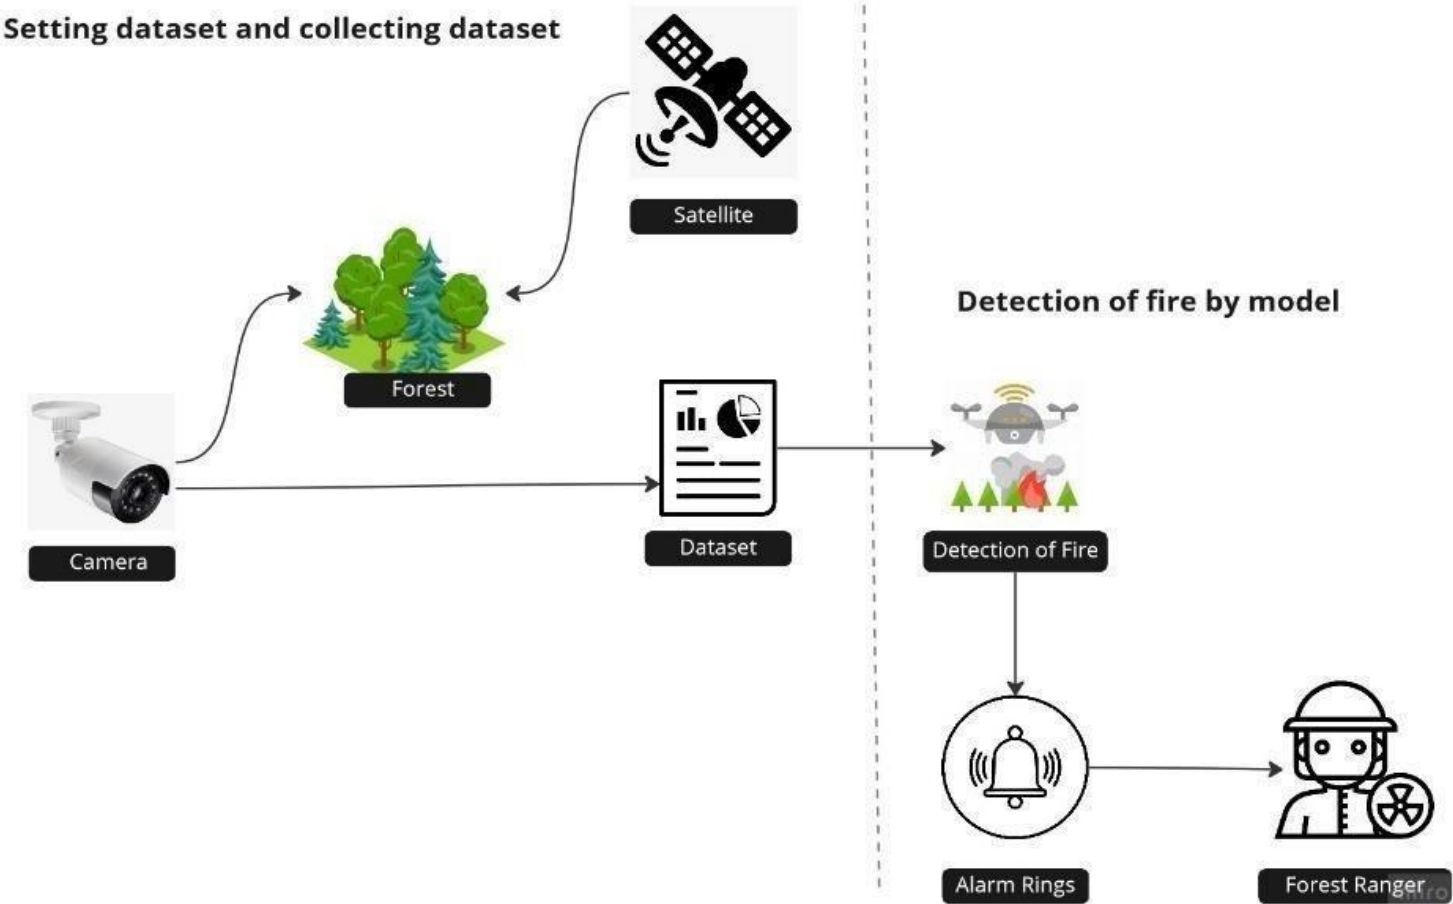 Setting dataset and collecting dataset
Satellite
Forest
Camera
Dataset
Detection of fire by model
Detection of Fire
Alarm Rings
Forest Ranger
miro